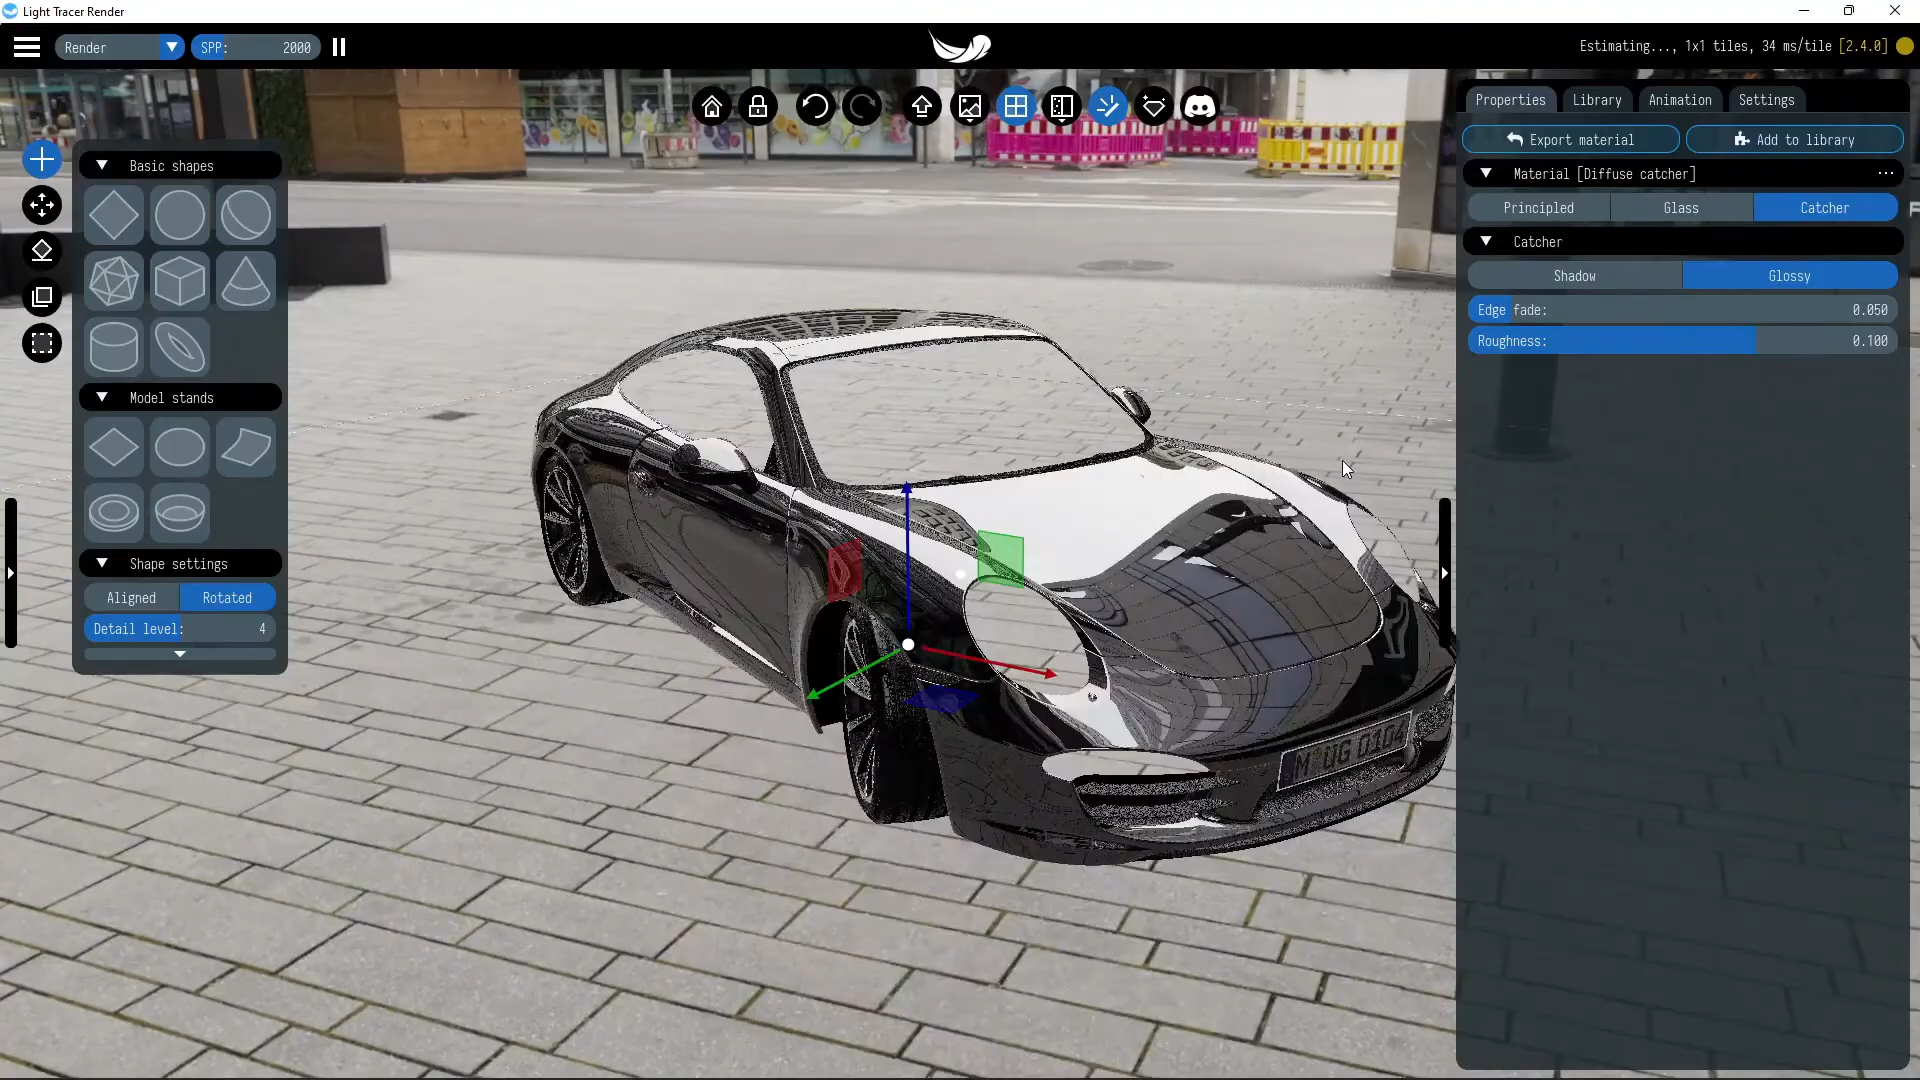 Light Tracer Render
Render
SPP: 2000
Estimating..., 1x1 tiles, 34 ms/tile [2.4.0]
Properties Library Animation Settings
Export material Add to library
Material [Diffuse catcher] ...
Principled Glass Catcher
Catcher
Shadow Glossy
Edge fade: 0.050
Roughness: 0.100
Basic shapes
Model stands
Shape settings
Aligned Rotated
Detail level: 4